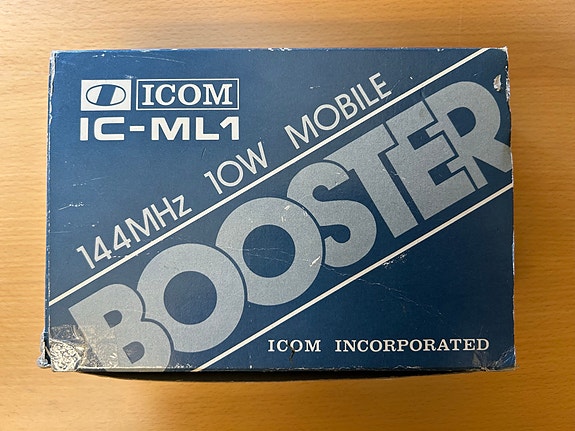 ICOM
IC-ML1
144MHz 10W MOBILE
BOOSTER
ICOM INCORPORATED